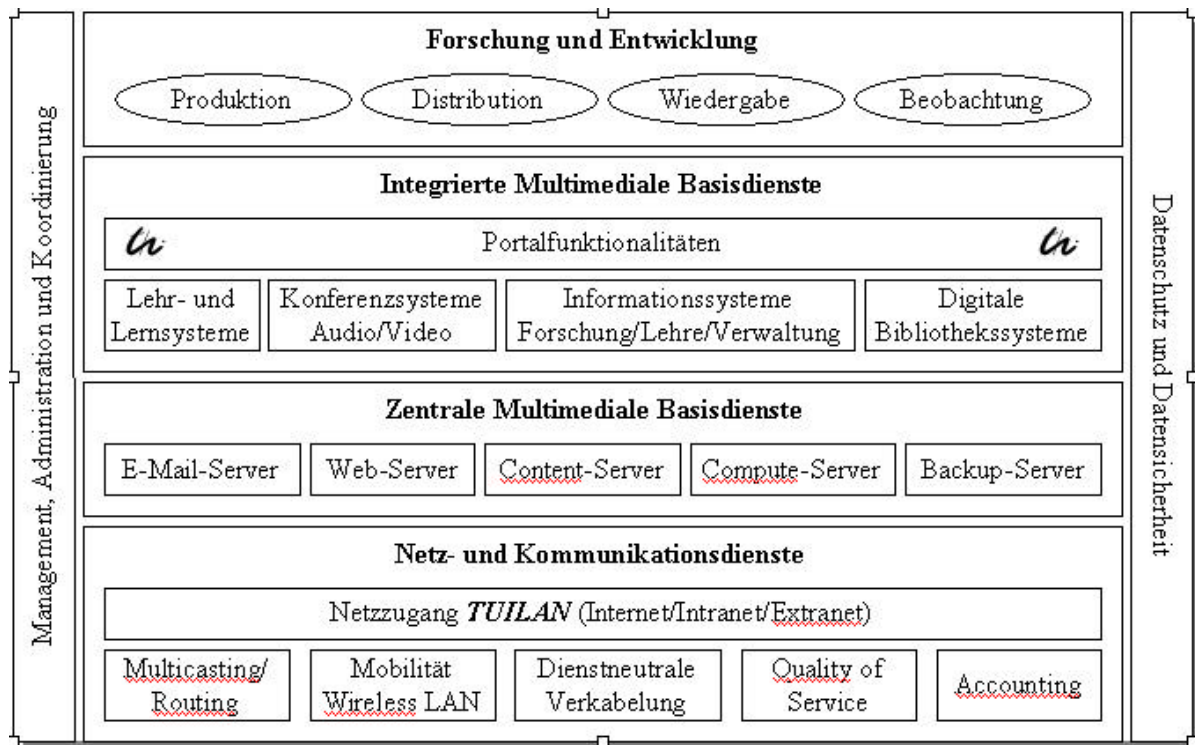 Management, Administration und Koordinierung
Forschung und Entwicklung
Produktion
Distribution
Wiedergabe
Beobachtung
Integrierte Multimediale Basisdienste
Portalfunktionalitäten
Lehr- und
Lernsysteme
Konferenzsysteme
Audio/Video
Informationssysteme
Forschung/Lehre/Verwaltung
Digitale
Bibliothekssysteme
Zentrale Multimediale Basisdienste
E-Mail-Server
Web-Server
Content-Server
Compute-Server
Backup-Server
Netz- und Kommunikationsdienste
Netzzugang TUILAN (Internet/Intranet/Extranet)
Multicasting/
Routing
Mobilität
Wireless LAN
Dienstneutrale
Verkabelung
Quality of
Service
Accounting
Datenschutz und Datensicherheit